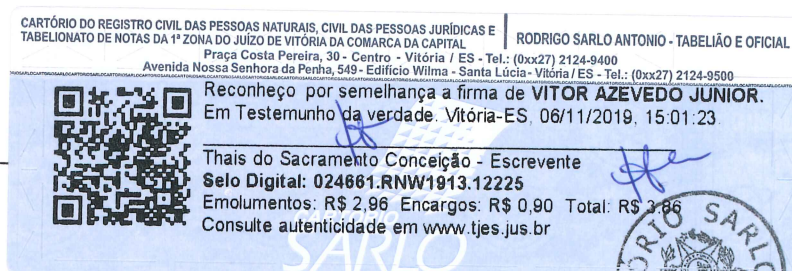 CARTÓRIO DO REGISTRO CIVIL DAS PESSOAS NATURAIS, CIVIL DAS PESSOAS JURÍDICAS E
TABELIONATO DE NOTAS DA 1ª ZONA DO JUÍZO DE VITÓRIA DA COMARCA DA CAPITAL
RODRIGO SARLO ANTONIO - TABELIÃO E OFICIAL
Praça Costa Pereira, 30 - Centro - Vitória / ES - Tel.: (0xx27) 2124-9400
Avenida Nossa Senhora da Penha, 549 - Edifício Wilma - Santa Lúcia - Vitória / ES - Tel.: (0xx27) 2124-9500
Reconheço por semelhança a firma de VITOR AZEVEDO JUNIOR.
Em Testemunho da verdade. Vitória-ES, 06/11/2019, 15:01:23
Thais do Sacramento Conceição - Escrevente
Selo Digital: 024661.RNW1913.12225
Emolumentos: R$ 2,96 Encargos: R$ 0,90 Total: R$ 3,86
Consulte autenticidade em www.tjes.jus.br
CARTÓRIO
SARLO